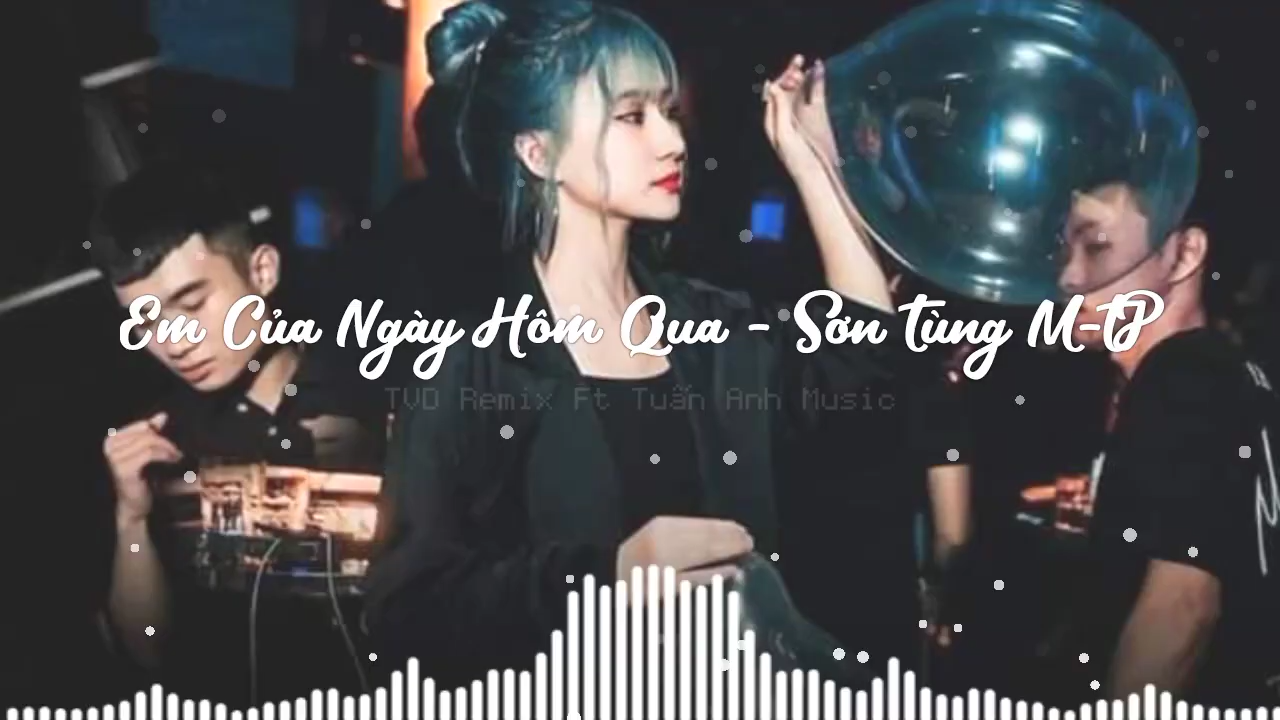 Em Của Ngày Hôm Qua - Sơn Tùng M-TP
TVD Remix Ft Tuấn Anh Music